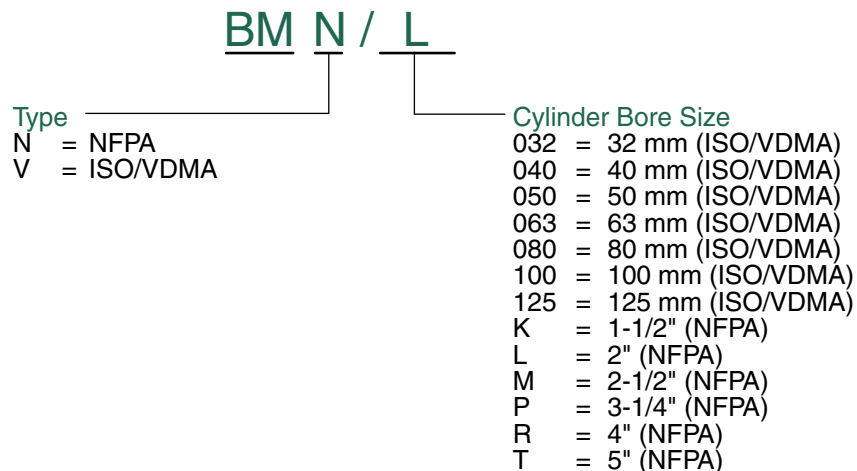 BM N / L
Type
N = NFPA
V = ISO/VDMA
Cylinder Bore Size
032 = 32 mm (ISO/VDMA)
040 = 40 mm (ISO/VDMA)
050 = 50 mm (ISO/VDMA)
063 = 63 mm (ISO/VDMA)
080 = 80 mm (ISO/VDMA)
100 = 100 mm (ISO/VDMA)
125 = 125 mm (ISO/VDMA)
K = 1-1/2" (NFPA)
L = 2" (NFPA)
M = 2-1/2" (NFPA)
P = 3-1/4" (NFPA)
R = 4" (NFPA)
T = 5" (NFPA)